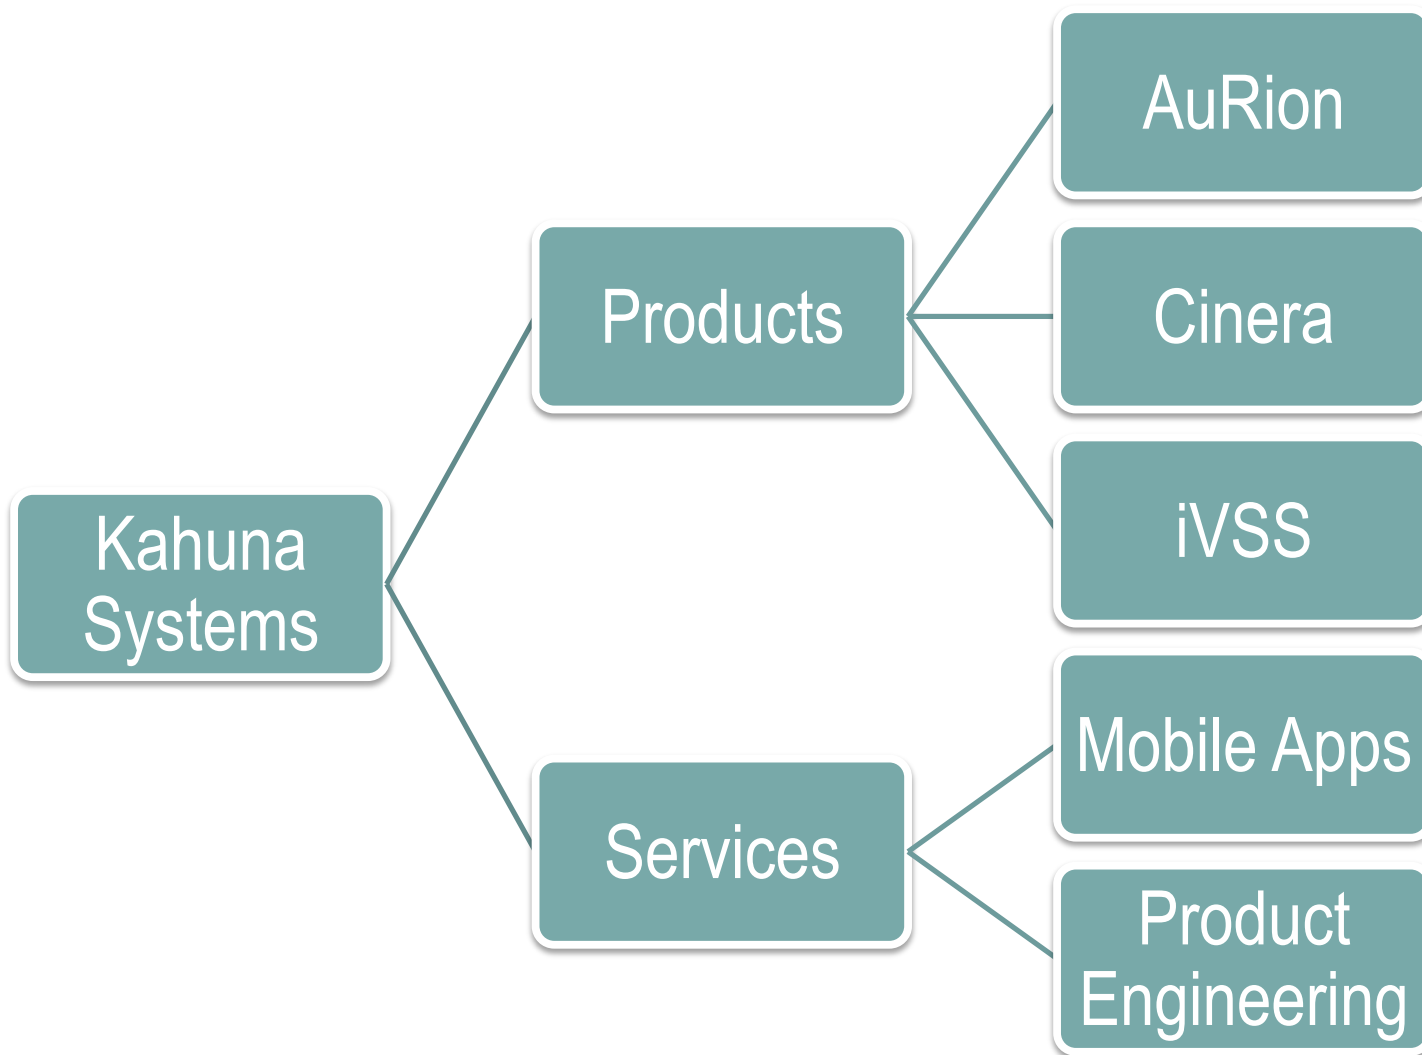 Kahuna
Systems
Products
AuRion
Cinera
iVSS
Services
Mobile Apps
Product
Engineering